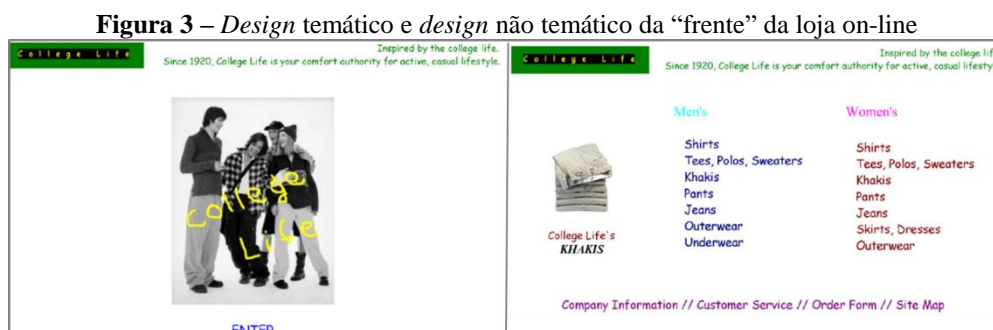 Figura 3 – Design temático e design não temático da “frente” da loja on-line
College Life
Inspired by the college life.
Since 1920, College Life is your comfort authority for active, casual lifestyle.
College
Life
ENTER
College Life
Inspired by the college lif
Since 1920, College Life is your comfort authority for active, casual lifesty
Men's
Shirts
Tees, Polos, Sweaters
Khakis
Pants
Jeans
Outerwear
Underwear
Women's
Shirts
Tees, Polos, Sweaters
Khakis
Pants
Jeans
Skirts, Dresses
Outerwear
College Life's
KHAKIS
Company Information // Customer Service // Order Form // Site Map